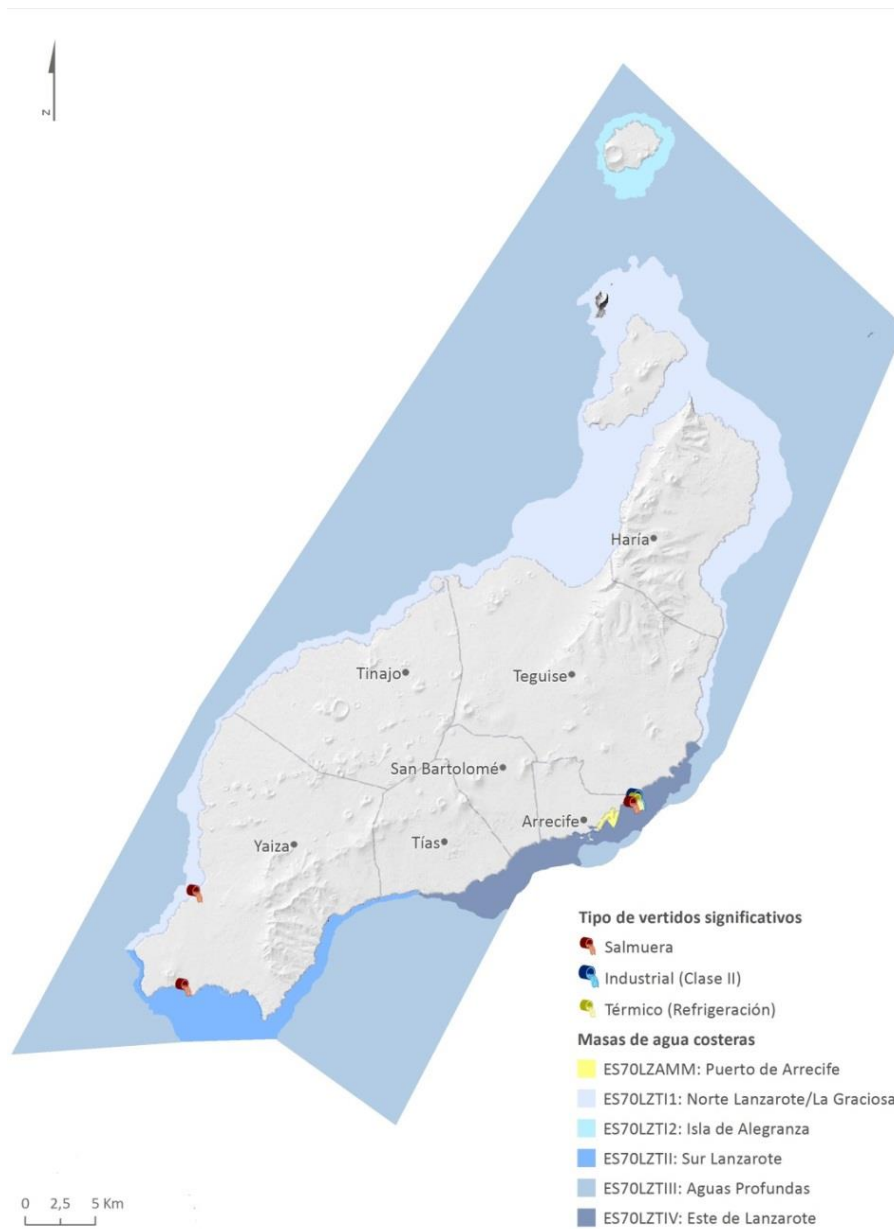 N
Haría
Tinajo
Teguise
San Bartolomé
Arrecife
Yaiza
Tías
Tipo de vertidos significativos
Salmuera
Industrial (Clase II)
Térmico (Refrigeración)
Masas de agua costeras
ES70LZAMM: Puerto de Arrecife
ES70LZTI1: Norte Lanzarote/La Graciosa
ES70LZTI2: Isla de Alegranza
ES70LZTII: Sur Lanzarote
ES70LZTIII: Aguas Profundas
ES70LZTIV: Este de Lanzarote
0 2,5 5 Km